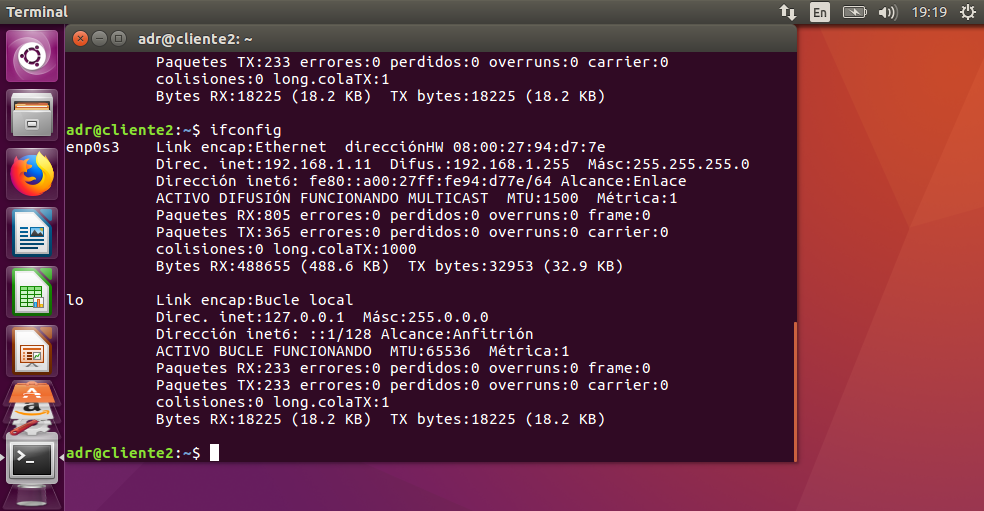 Terminal
En
19:19
adr@cliente2: ~
Paquetes TX:233 errores:0 perdidos:0 overruns:0 carrier:0
colisiones:0 long.colaTX:1
Bytes RX:18225 (18.2 KB)  TX bytes:18225 (18.2 KB)
adr@cliente2:~$ ifconfig
enp0s3    Link encap:Ethernet  direcciónHW 08:00:27:94:d7:7e
Direc. inet:192.168.1.11  Difus.:192.168.1.255  Másc:255.255.255.0
Dirección inet6: fe80::a00:27ff:fe94:d77e/64 Alcance:Enlace
ACTIVO DIFUSIÓN FUNCIONANDO MULTICAST  MTU:1500  Métrica:1
Paquetes RX:805 errores:0 perdidos:0 overruns:0 frame:0
Paquetes TX:365 errores:0 perdidos:0 overruns:0 carrier:0
colisiones:0 long.colaTX:1000
Bytes RX:488655 (488.6 KB)  TX bytes:32953 (32.9 KB)
lo        Link encap:Bucle local
Direc. inet:127.0.0.1  Másc:255.0.0.0
Dirección inet6: ::1/128 Alcance:Anfitrión
ACTIVO BUCLE FUNCIONANDO  MTU:65536  Métrica:1
Paquetes RX:233 errores:0 perdidos:0 overruns:0 frame:0
Paquetes TX:233 errores:0 perdidos:0 overruns:0 carrier:0
colisiones:0 long.colaTX:1
Bytes RX:18225 (18.2 KB)  TX bytes:18225 (18.2 KB)
adr@cliente2:~$